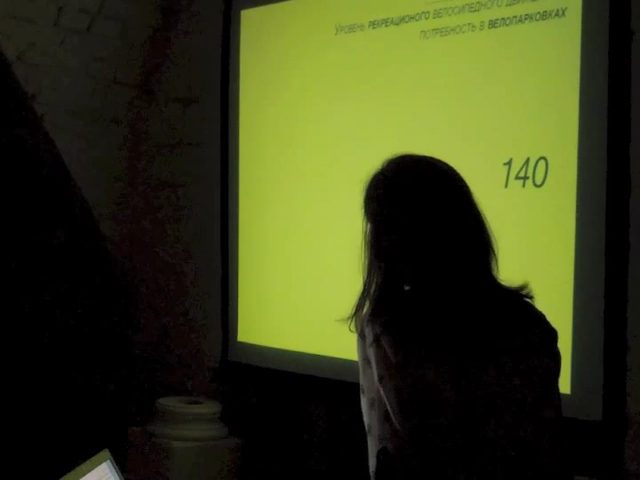 Уровень рекреационого велосипедного
потребность в велопарковках
140